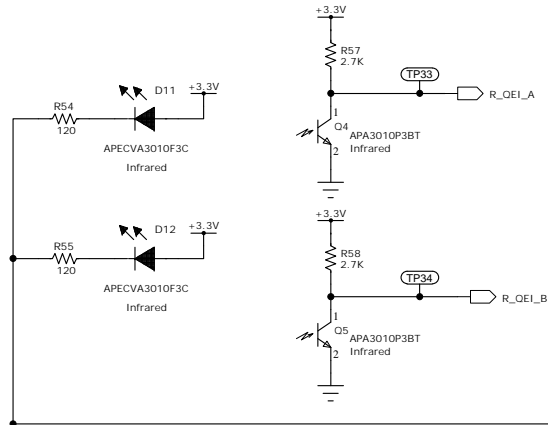 +3.3V
R57
2.7K
TP33
R_QEI_A
1
Q4
APA3010P3BT
2
Infrared
D11
+3.3V
R54
120
APECVA3010F3C
Infrared
+3.3V
R58
2.7K
TP34
R_QEI_B
1
Q5
APA3010P3BT
2
Infrared
D12
+3.3V
R55
120
APECVA3010F3C
Infrared